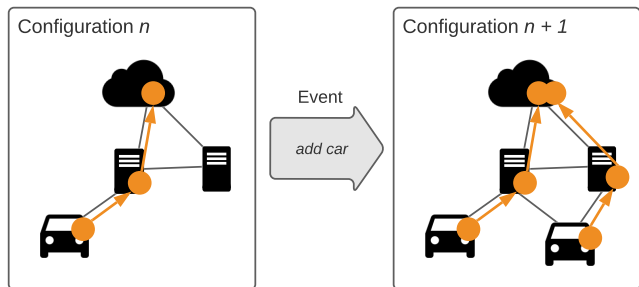 Configuration n
Event
add car
Configuration n + 1